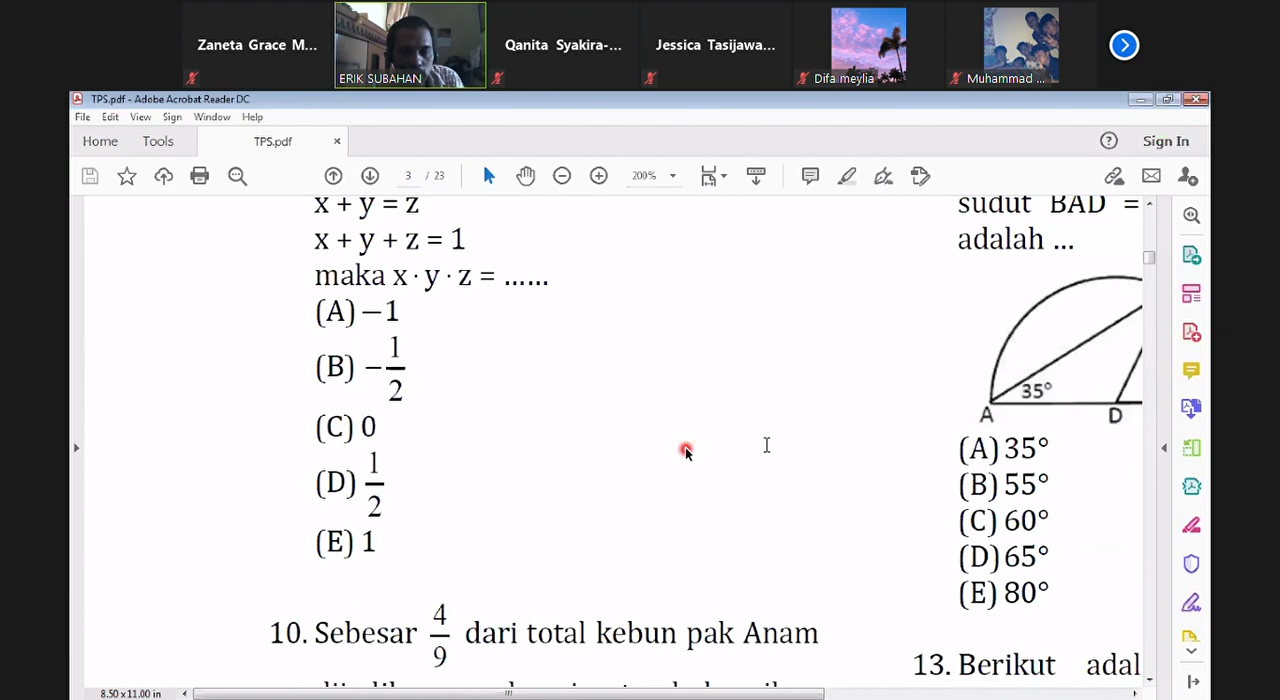 Zaneta Grace M...
ERIK SUBAHAN
Qanita Syakira-...
Jessica Tasijawa...
Difa meylia
Muhammad ...
TPS.pdf - Adobe Acrobat Reader DC
File Edit View Sign Window Help
Home Tools TPS.pdf × ? Sign In
3 / 23 200%
x + y = z
x + y + z = 1
maka x · y · z = ......
(A) −1
(B) −1/2
(C) 0
(D) 1/2
(E) 1
10. Sebesar 4/9 dari total kebun pak Anam
sudut BAD =
adalah ...
35°
A D
(A) 35°
(B) 55°
(C) 60°
(D) 65°
(E) 80°
13. Berikut adal
8.50 x 11.00 in